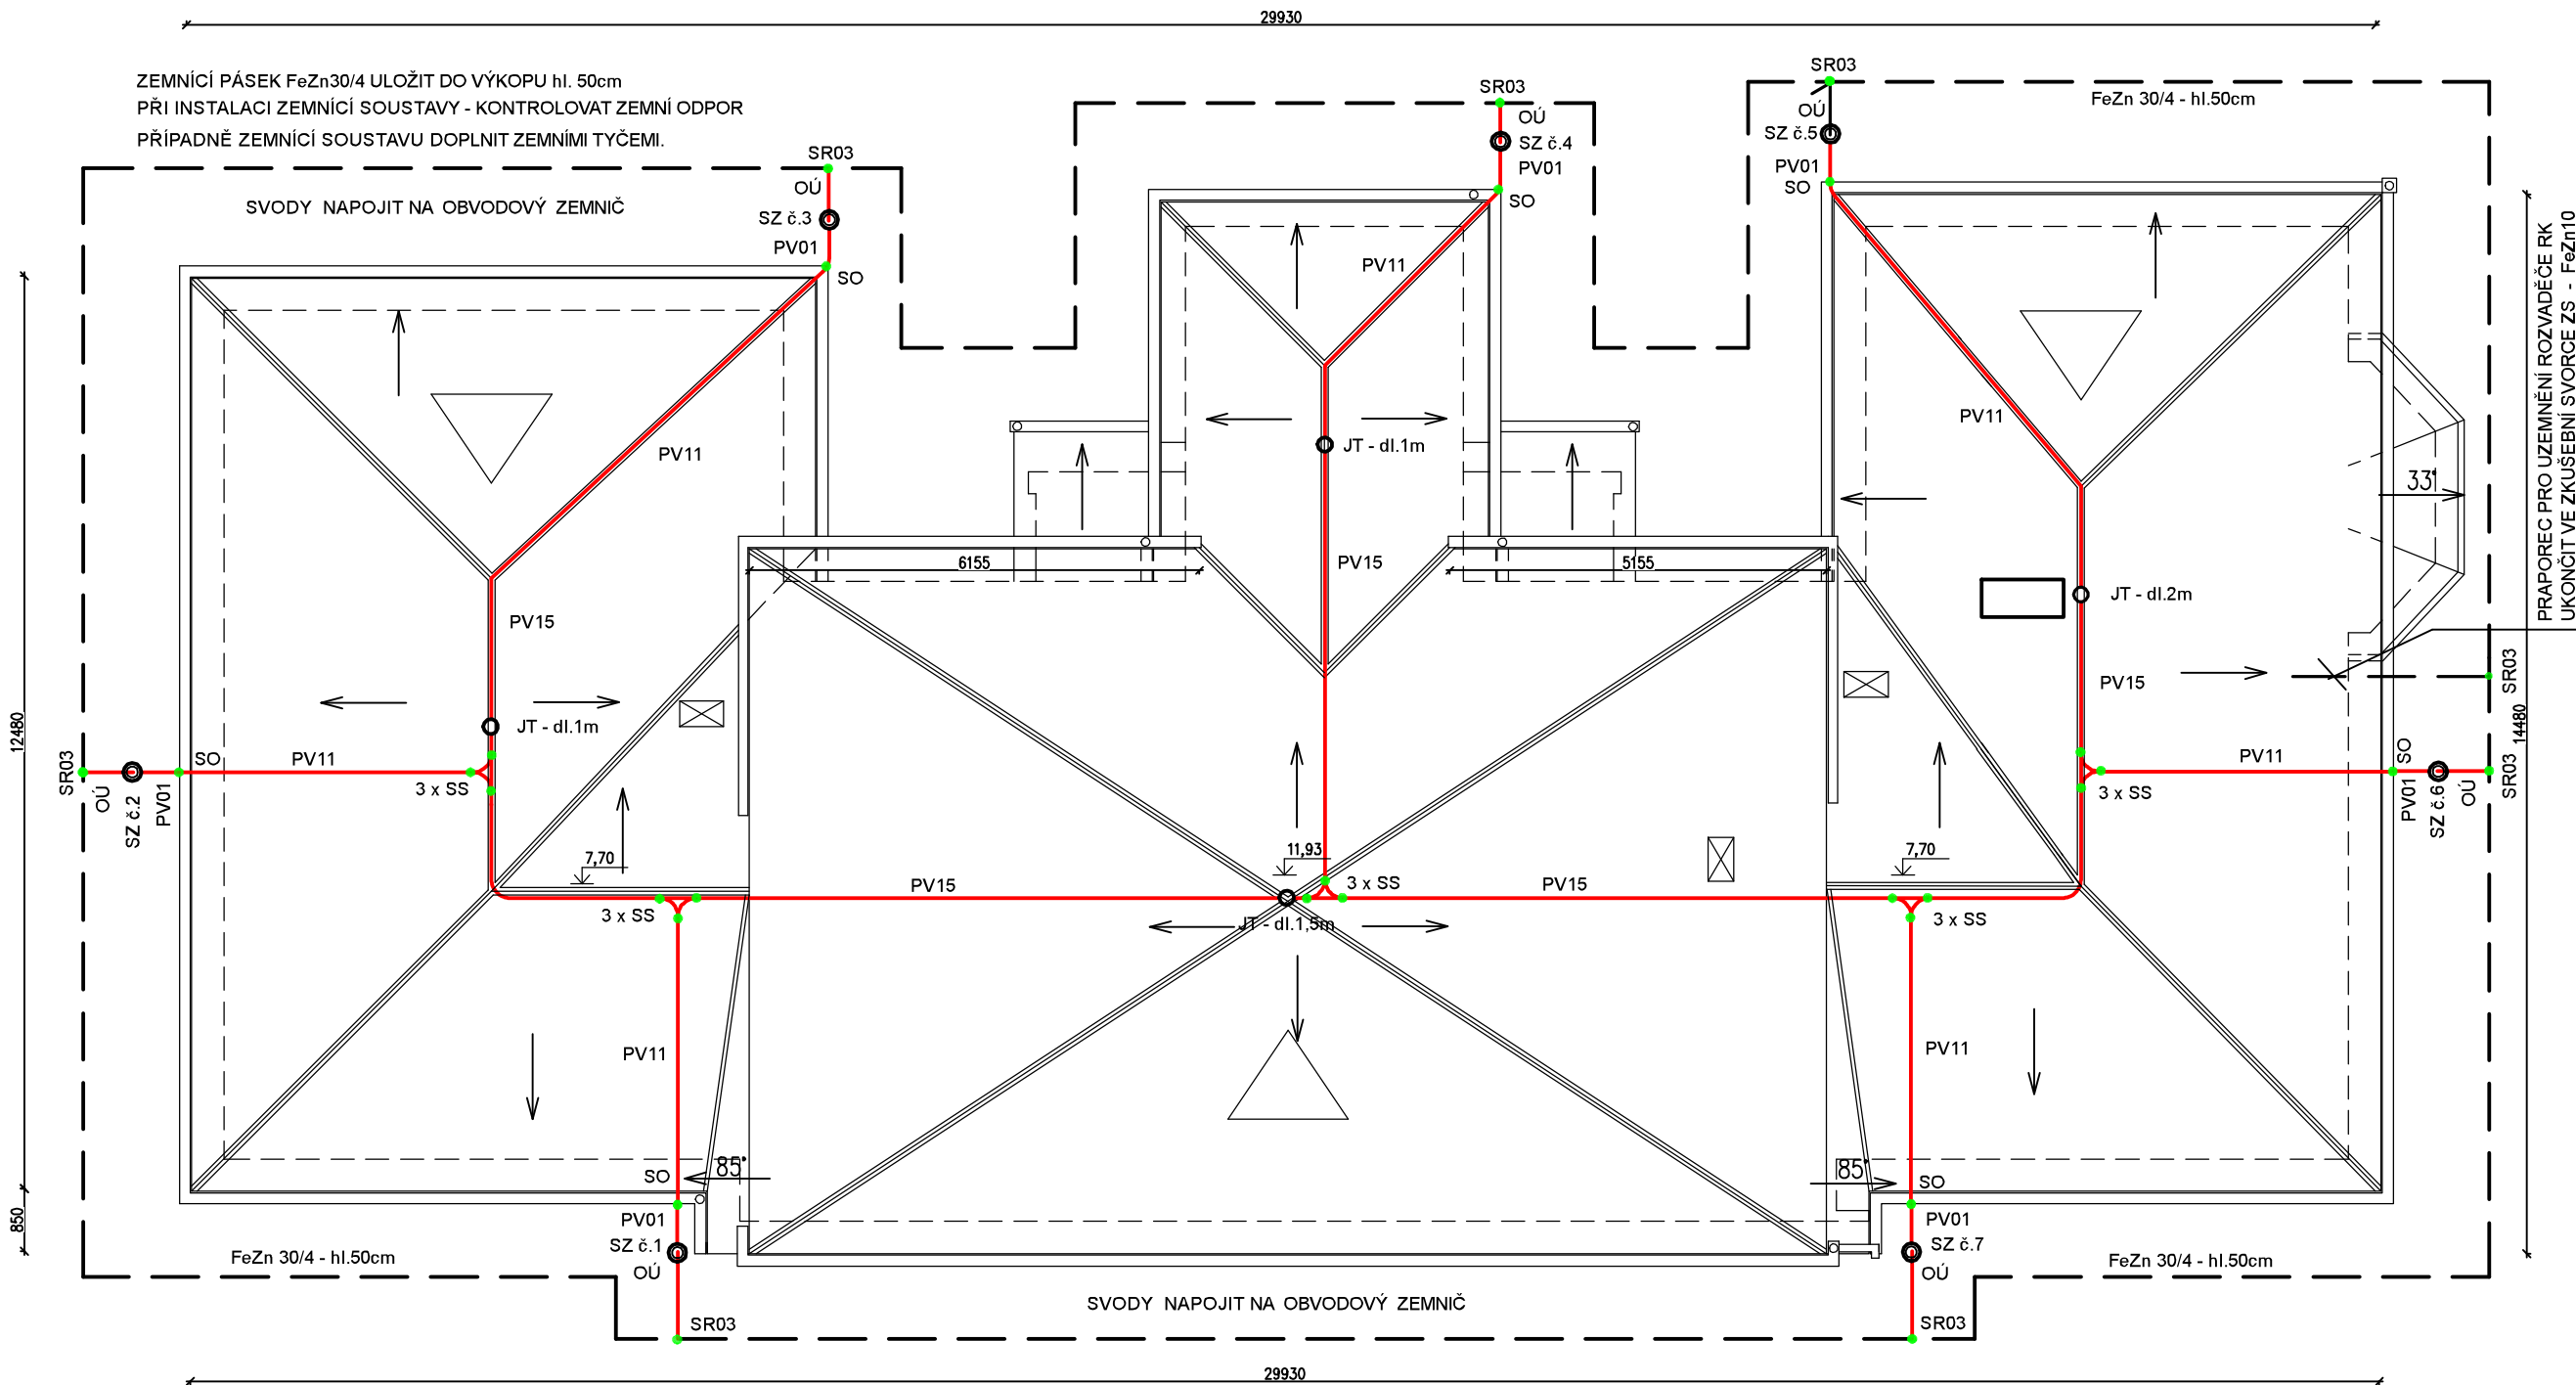 29930
ZEMNÍCÍ PÁSEK FeZn30/4 ULOŽIT DO VÝKOPU hl. 50cm
PŘI INSTALACI ZEMNÍCÍ SOUSTAVY - KONTROLOVAT ZEMNÍ ODPOR
PŘÍPADNĚ ZEMNÍCÍ SOUSTAVU DOPLNIT ZEMNÍMI TYČEMI.
SVODY NAPOJIT NA OBVODOVÝ ZEMNIČ
SR03
OÚ
SZ č.3
PV01
SO
SR03
OÚ
SZ č.4
PV01
SO
SR03
OÚ
SZ č.5
PV01
SO
FeZn 30/4 - hl.50cm
PRAPOREC PRO UZEMNĚNÍ ROZVADĚČE RK
UKONČIT VE ZKUŠEBNÍ SVORCE ZS - FeZn10
PV11
PV11
PV11
33°
JT - dl.1m
PV15
6155
5155
PV15
JT - dl.2m
PV15
SR03
14480
12480
JT - dl.1m
SR03
OÚ
SZ č.2
PV01
SO
PV11
3 x SS
PV11
3 x SS
SO
PV01
SZ č.6
OÚ
SR03
7,70
11,93
7,70
PV15
3 x SS
PV15
3 x SS
JT - dl.1,5m
3 x SS
PV11
PV11
85°
85°
SO
PV01
SZ č.1
OÚ
SR03
SO
PV01
SZ č.7
OÚ
SR03
850
FeZn 30/4 - hl.50cm
FeZn 30/4 - hl.50cm
SVODY NAPOJIT NA OBVODOVÝ ZEMNIČ
29930